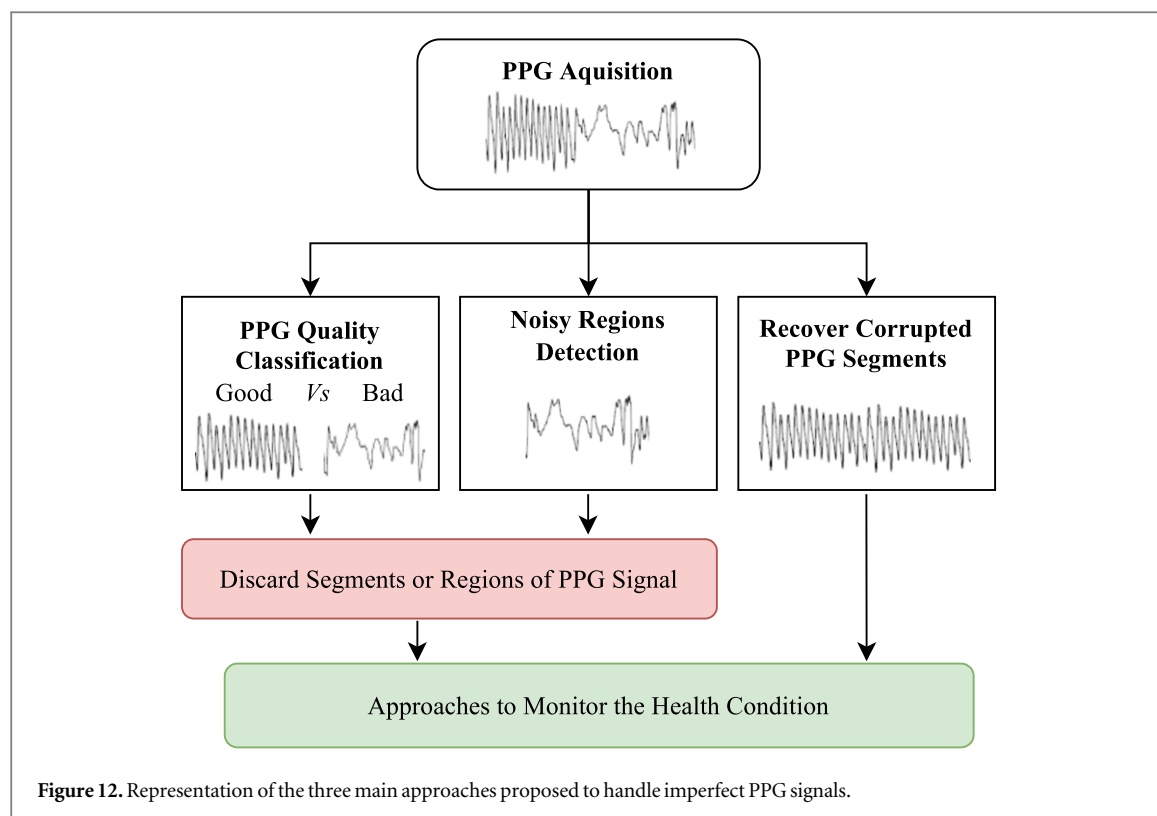 PPG Aquisition
PPG Quality
Classification
Good Vs Bad
Noisy Regions
Detection
Recover Corrupted
PPG Segments
Discard Segments or Regions of PPG Signal
Approaches to Monitor the Health Condition
Figure 12. Representation of the three main approaches proposed to handle imperfect PPG signals.